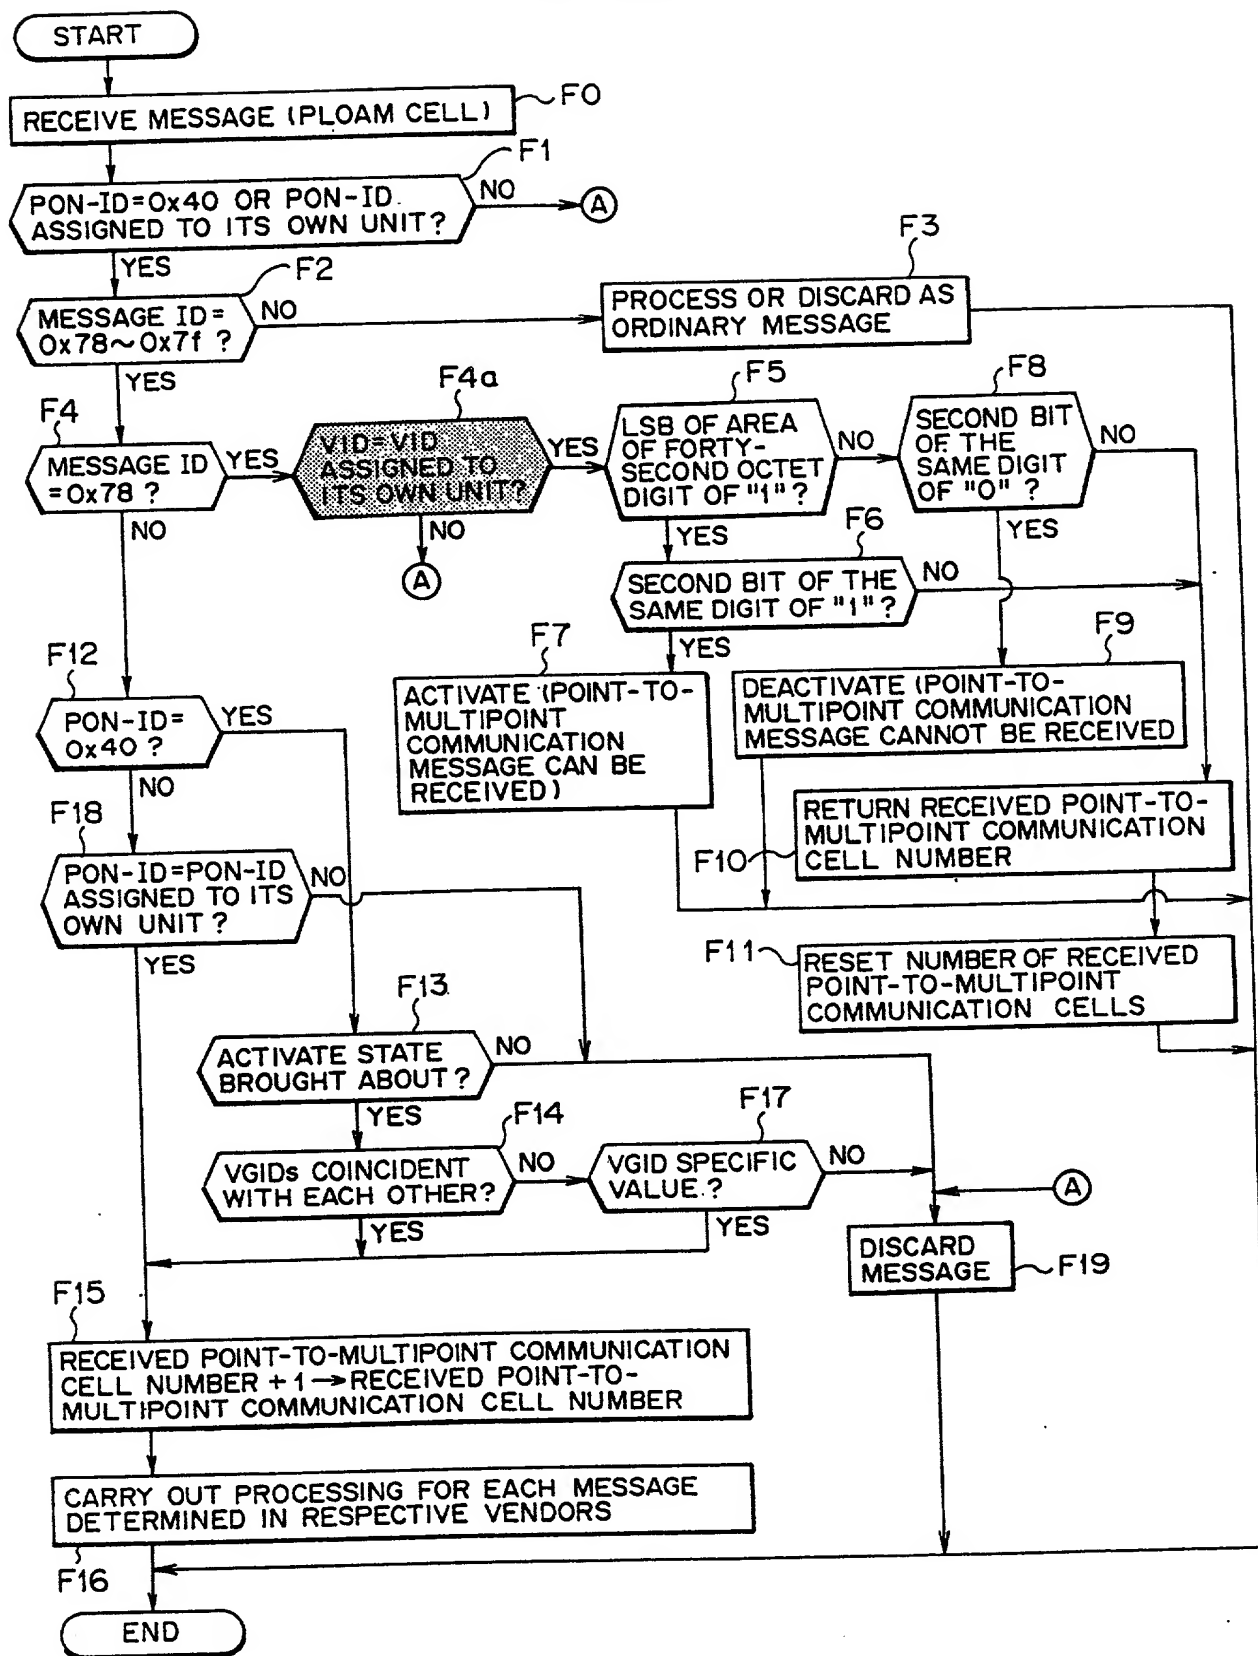 START
F0
RECEIVE MESSAGE (PLOAM CELL)
F1
PON-ID=0x40 OR PON-ID
ASSIGNED TO ITS OWN UNIT?
NO
A
YES
F2
MESSAGE ID=
0x78~0x7f ?
NO
F3
PROCESS OR DISCARD AS
ORDINARY MESSAGE
YES
F4
MESSAGE ID
=0x78 ?
YES
F4a
VID=VID
ASSIGNED TO
ITS OWN UNIT?
YES
NO
A
F5
LSB OF AREA
OF FORTY-
SECOND OCTET
DIGIT OF "1" ?
NO
F8
SECOND BIT
OF THE
SAME DIGIT
OF "0" ?
NO
NO
YES
F6
YES
SECOND BIT OF THE
SAME DIGIT OF "1" ?
NO
YES
F7
ACTIVATE (POINT-TO-
MULTIPOINT
COMMUNICATION
MESSAGE CAN BE
RECEIVED)
F9
DEACTIVATE (POINT-TO-
MULTIPOINT COMMUNICATION
MESSAGE CANNOT BE RECEIVED
F12
PON-ID=
0x40 ?
YES
NO
F10
RETURN RECEIVED POINT-TO-
MULTIPOINT COMMUNICATION
CELL NUMBER
F18
PON-ID=PON-ID
ASSIGNED TO ITS
OWN UNIT ?
NO
YES
F11
RESET NUMBER OF RECEIVED
POINT-TO-MULTIPOINT
COMMUNICATION CELLS
F13
ACTIVATE STATE
BROUGHT ABOUT ?
NO
YES
F14
VGIDs COINCIDENT
WITH EACH OTHER?
NO
F17
VGID SPECIFIC
VALUE ?
NO
A
YES
YES
DISCARD
MESSAGE
F19
F15
RECEIVED POINT-TO-MULTIPOINT COMMUNICATION
CELL NUMBER +1→RECEIVED POINT-TO-
MULTIPOINT COMMUNICATION CELL NUMBER
CARRY OUT PROCESSING FOR EACH MESSAGE
DETERMINED IN RESPECTIVE VENDORS
F16
END